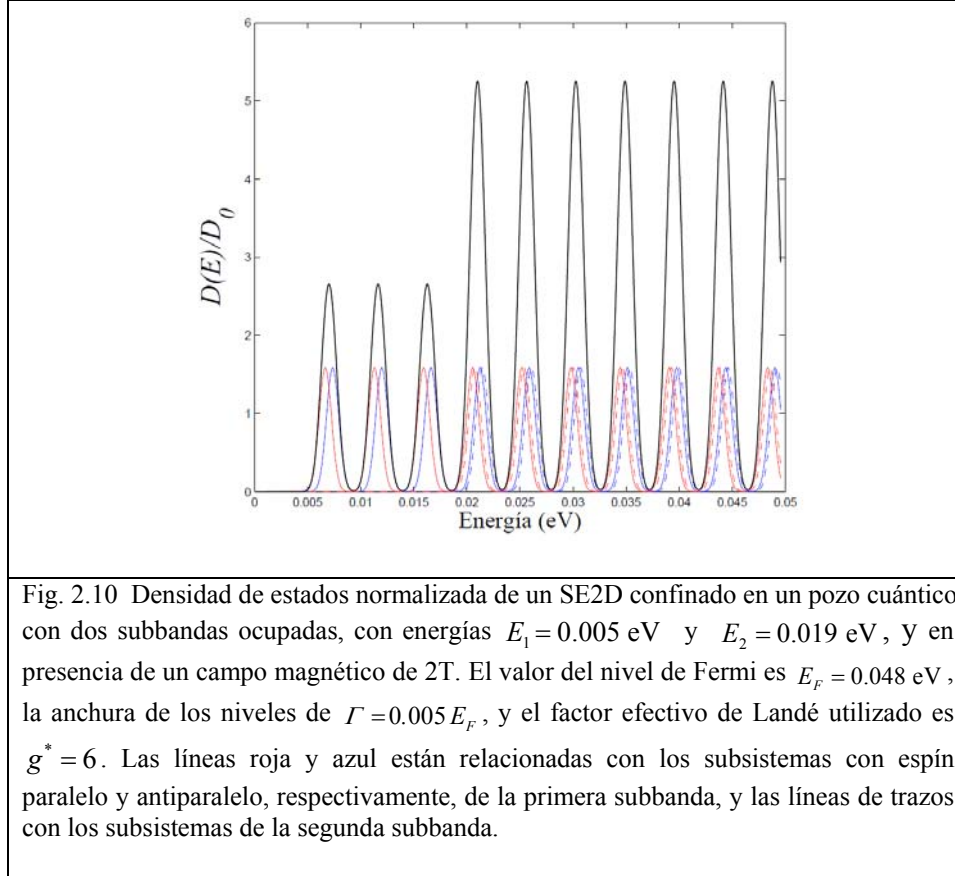 6
5
4
3
2
1
0
D(E)/D₀
0 0.005 0.01 0.015 0.02 0.025 0.03 0.035 0.04 0.045 0.05
Energía (eV)
Fig. 2.10 Densidad de estados normalizada de un SE2D confinado en un pozo cuántico
con dos subbandas ocupadas, con energías E₁ = 0.005 eV y E₂ = 0.019 eV, y en
presencia de un campo magnético de 2T. El valor del nivel de Fermi es E_F = 0.048 eV,
la anchura de los niveles de Γ = 0.005 E_F, y el factor efectivo de Landé utilizado es
g* = 6. Las líneas roja y azul están relacionadas con los subsistemas con espín
paralelo y antiparalelo, respectivamente, de la primera subbanda, y las líneas de trazos
con los subsistemas de la segunda subbanda.